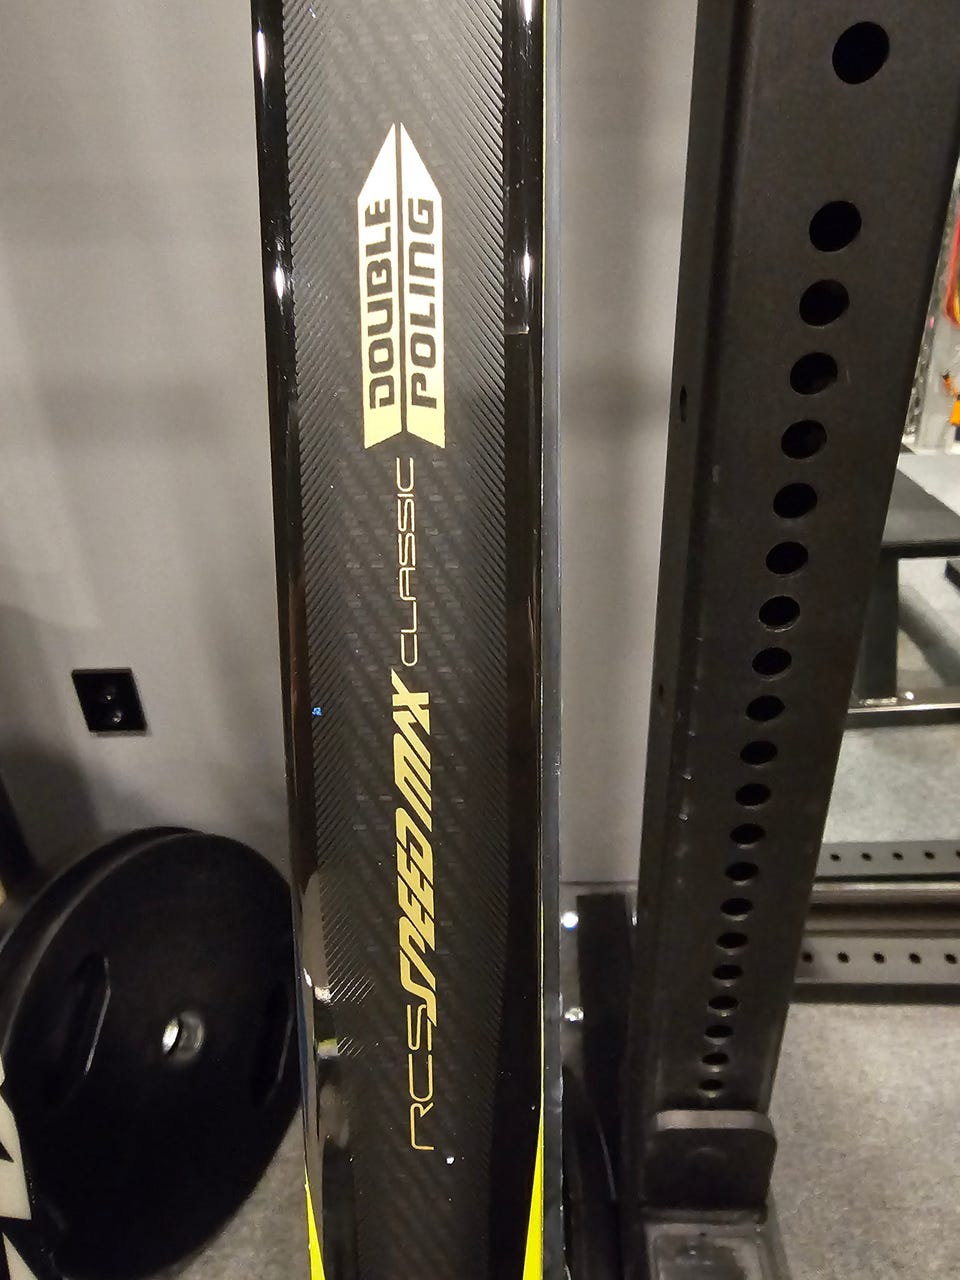 DOUBLE
POLING
RCS SPEEDMAX CLASSIC